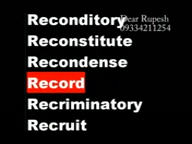 Reconditory
Dear Rupesh
09334211254
Reconstitute
Recondense
Record
Recriminatory
Recruit